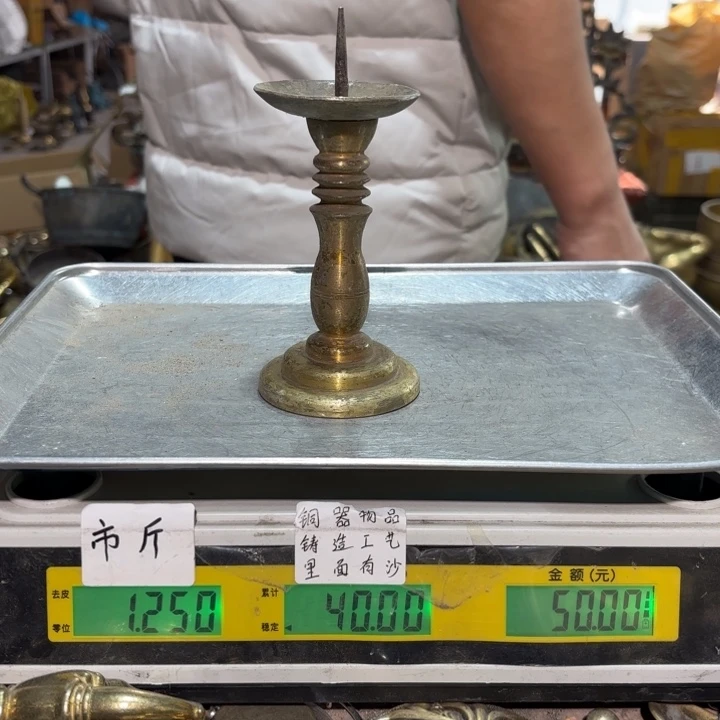 市斤
铜器物品
铸造工艺
里面有沙
金额(元)
去皮
零位
1.250
累计
稳定
40.00
50.00